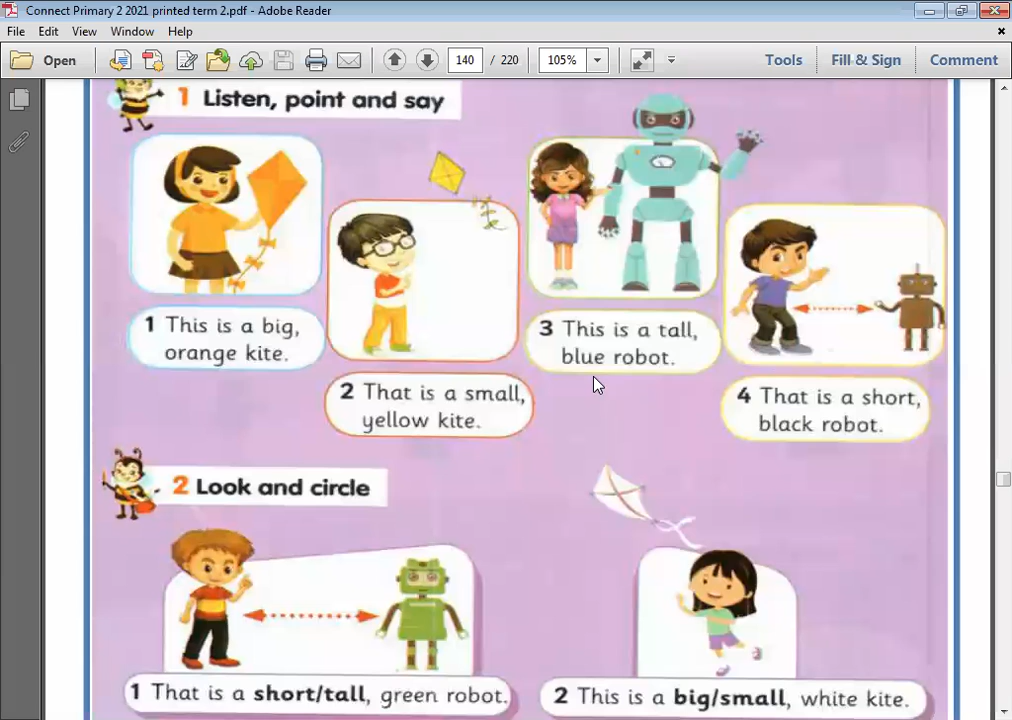 Connect Primary 2 2021 printed term 2.pdf - Adobe Reader
File Edit View Window Help
Open 140 / 220 105% Tools Fill & Sign Comment
1 Listen, point and say
1 This is a big,
orange kite.
2 That is a small,
yellow kite.
3 This is a tall,
blue robot.
4 That is a short,
black robot.
2 Look and circle
1 That is a short/tall, green robot.
2 This is a big/small, white kite.